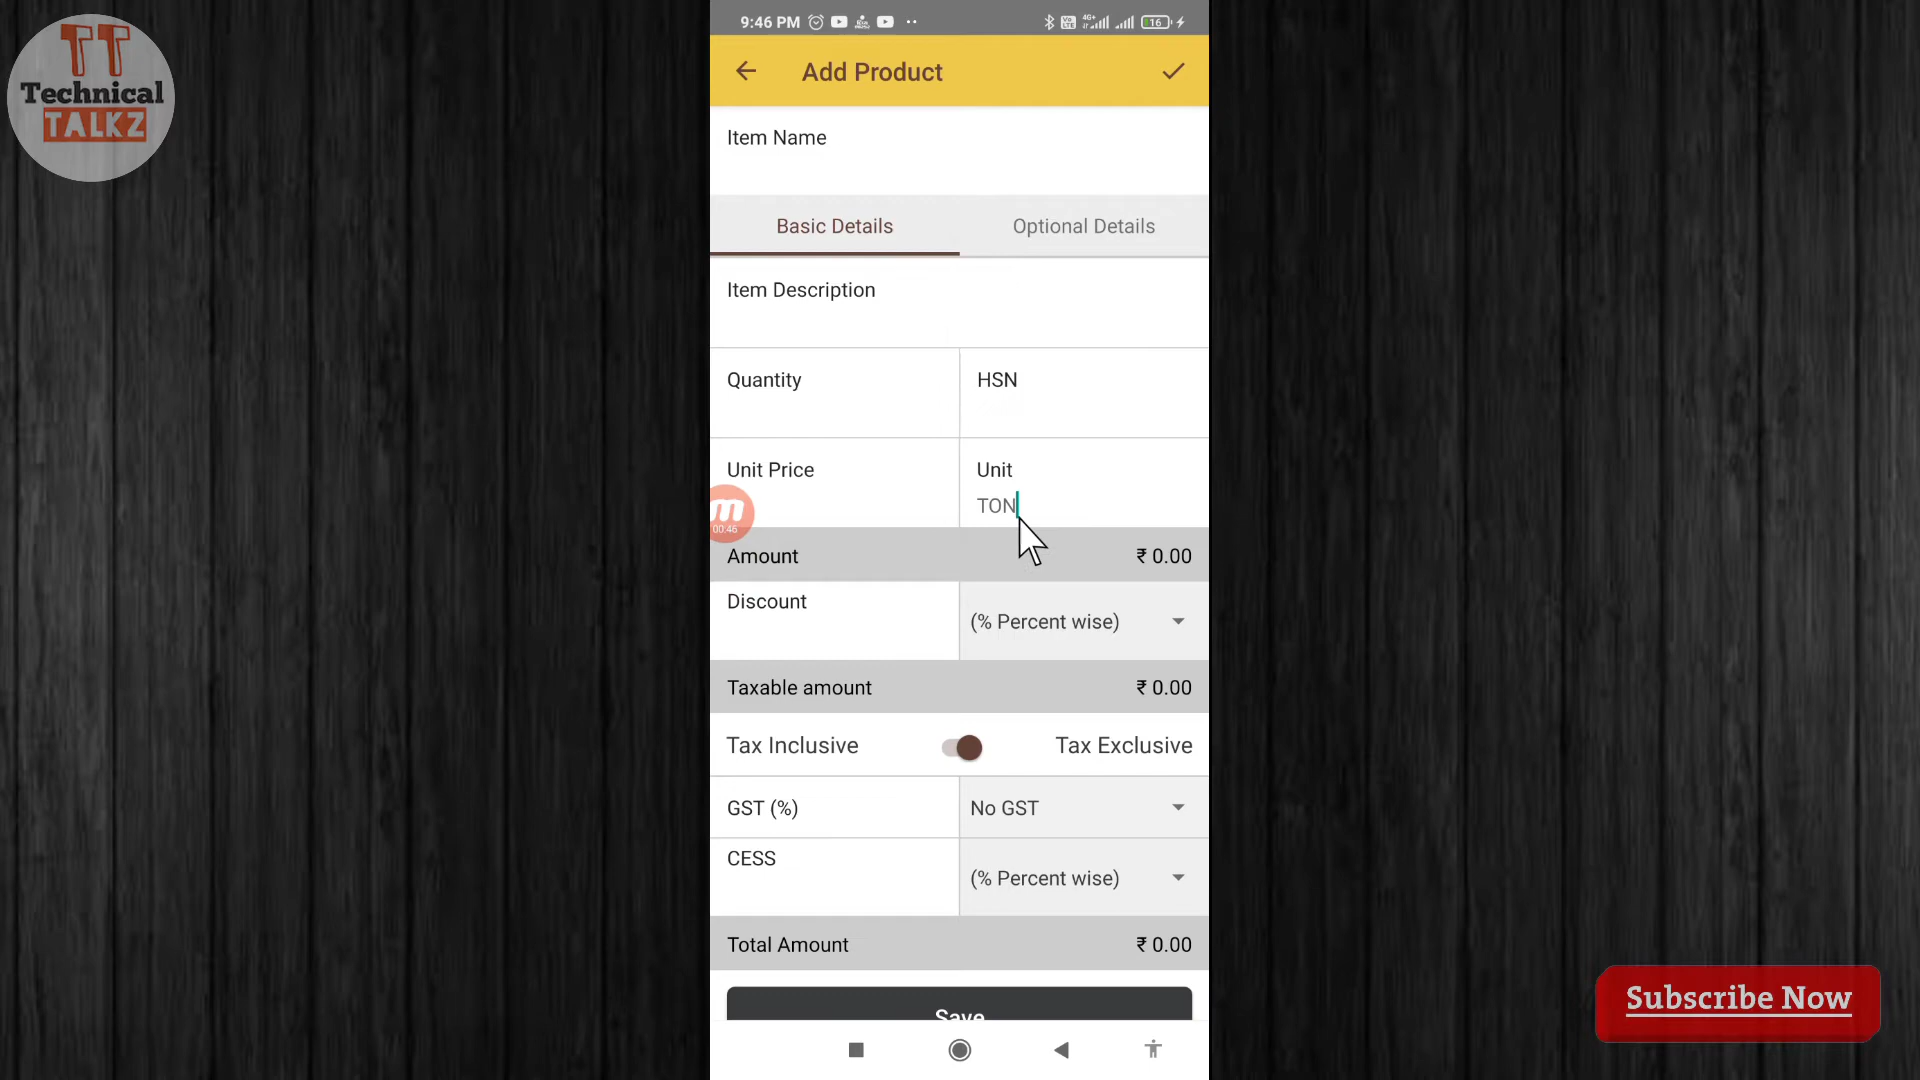 TT
Technical
TALKZ
9:46 PM
4G+
16
Add Product
Item Name
Basic Details
Optional Details
Item Description
Quantity
HSN
Unit Price
Unit
TON
m
00:46
Amount
₹ 0.00
Discount
(% Percent wise)
Taxable amount
₹ 0.00
Tax Inclusive
Tax Exclusive
GST (%)
No GST
CESS
(% Percent wise)
Total Amount
₹ 0.00
Save
Subscribe Now